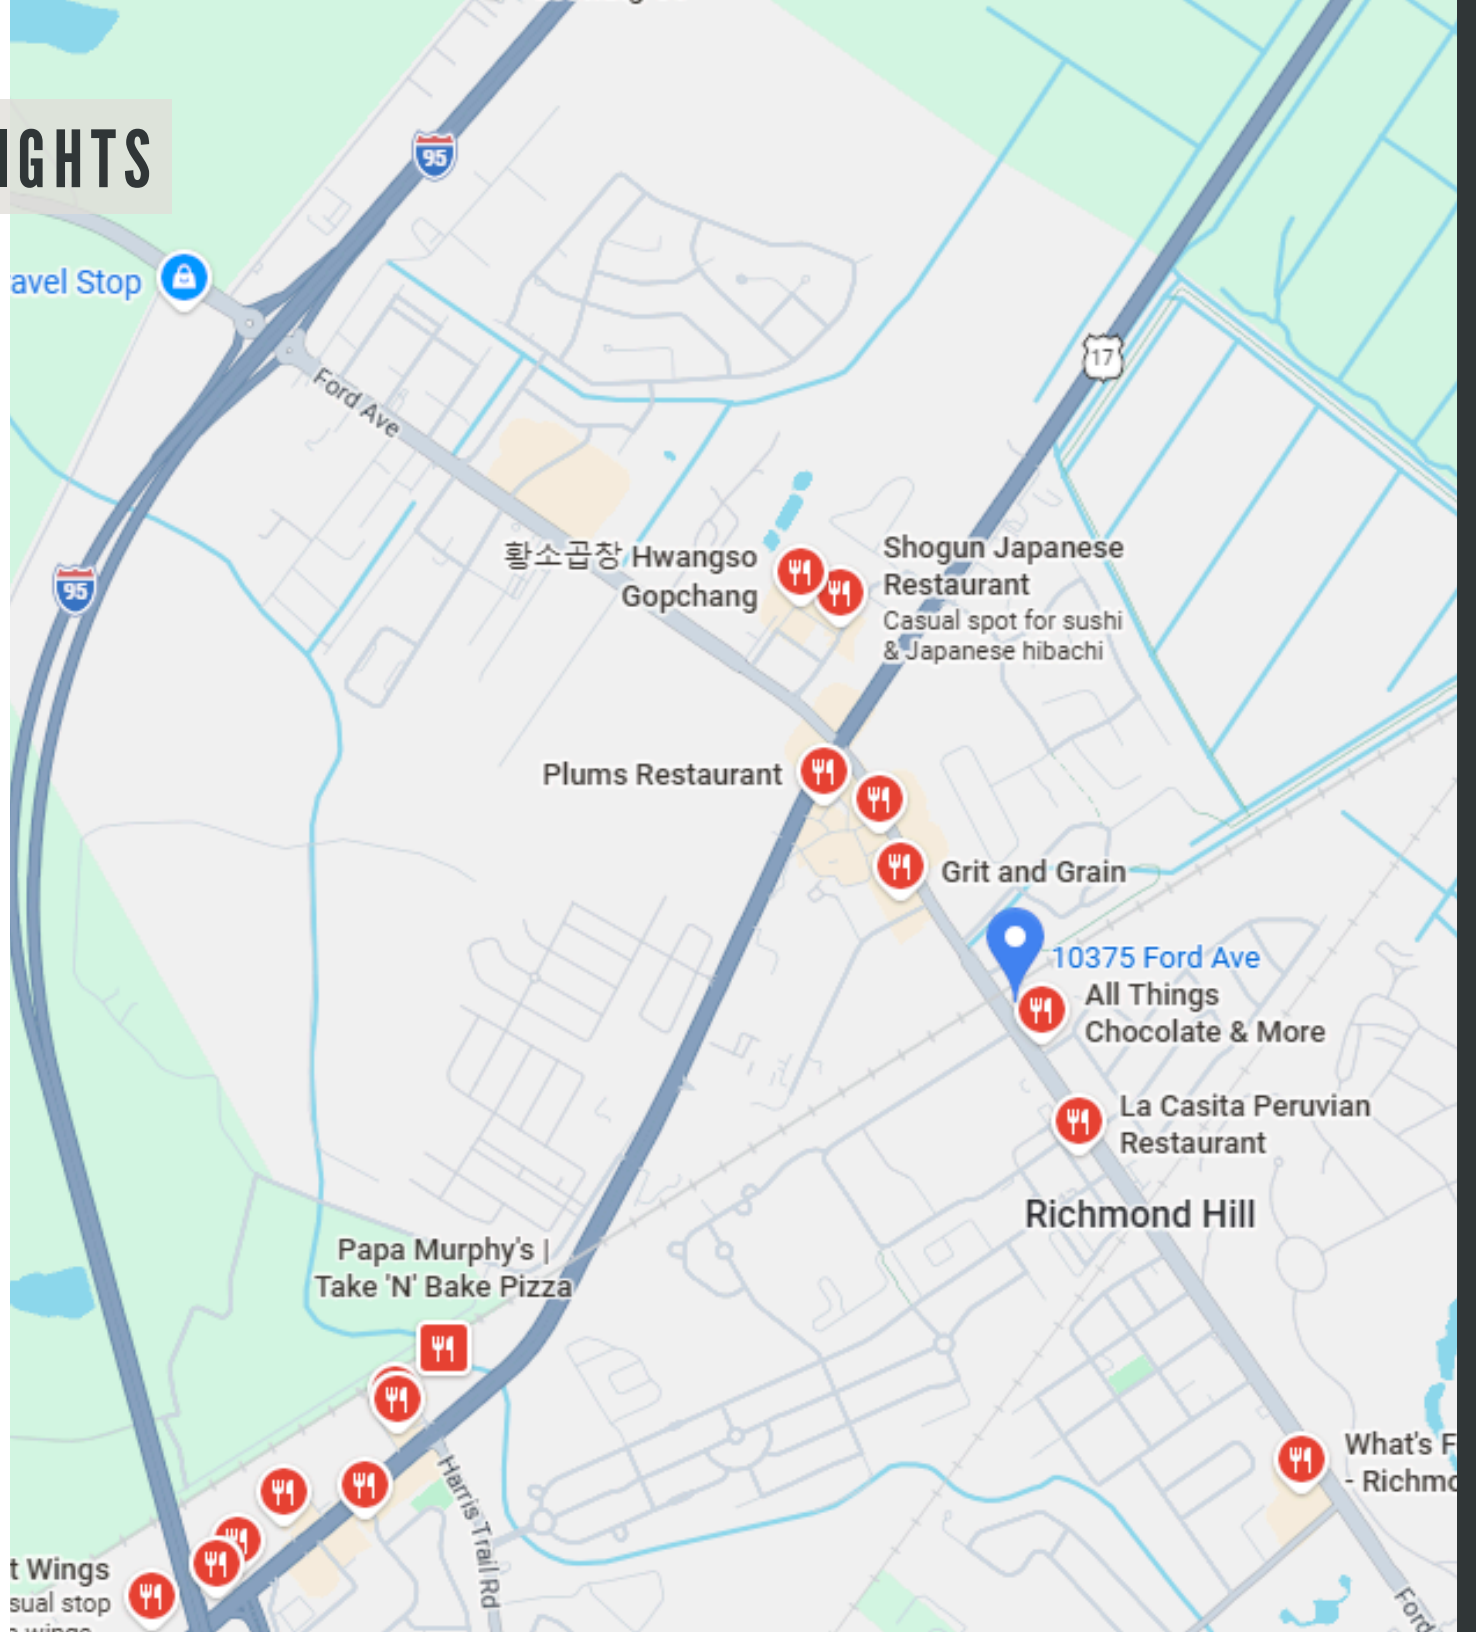 IGHTS
95
avel Stop
Ford Ave
17
95
황소곱창 Hwangso
Gopchang
Shogun Japanese
Restaurant
Casual spot for sushi
& Japanese hibachi
Plums Restaurant
Grit and Grain
10375 Ford Ave
All Things
Chocolate & More
La Casita Peruvian
Restaurant
Richmond Hill
Papa Murphy's |
Take 'N' Bake Pizza
What's F
- Richmo
Harris Trail Rd
t Wings
sual stop
wings
Ford